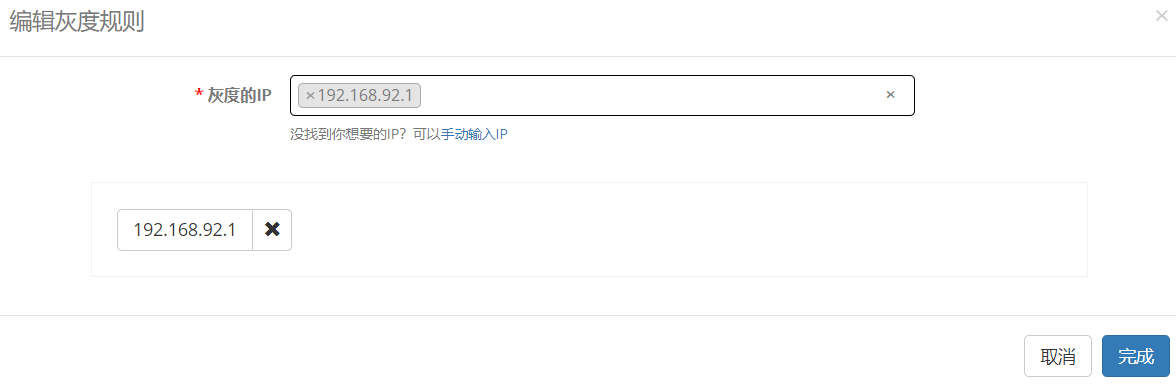 编辑灰度规则 ×
* 灰度的IP ×192.168.92.1 ×
没找到你想要的IP？可以手动输入IP
192.168.92.1 ✖
取消 完成